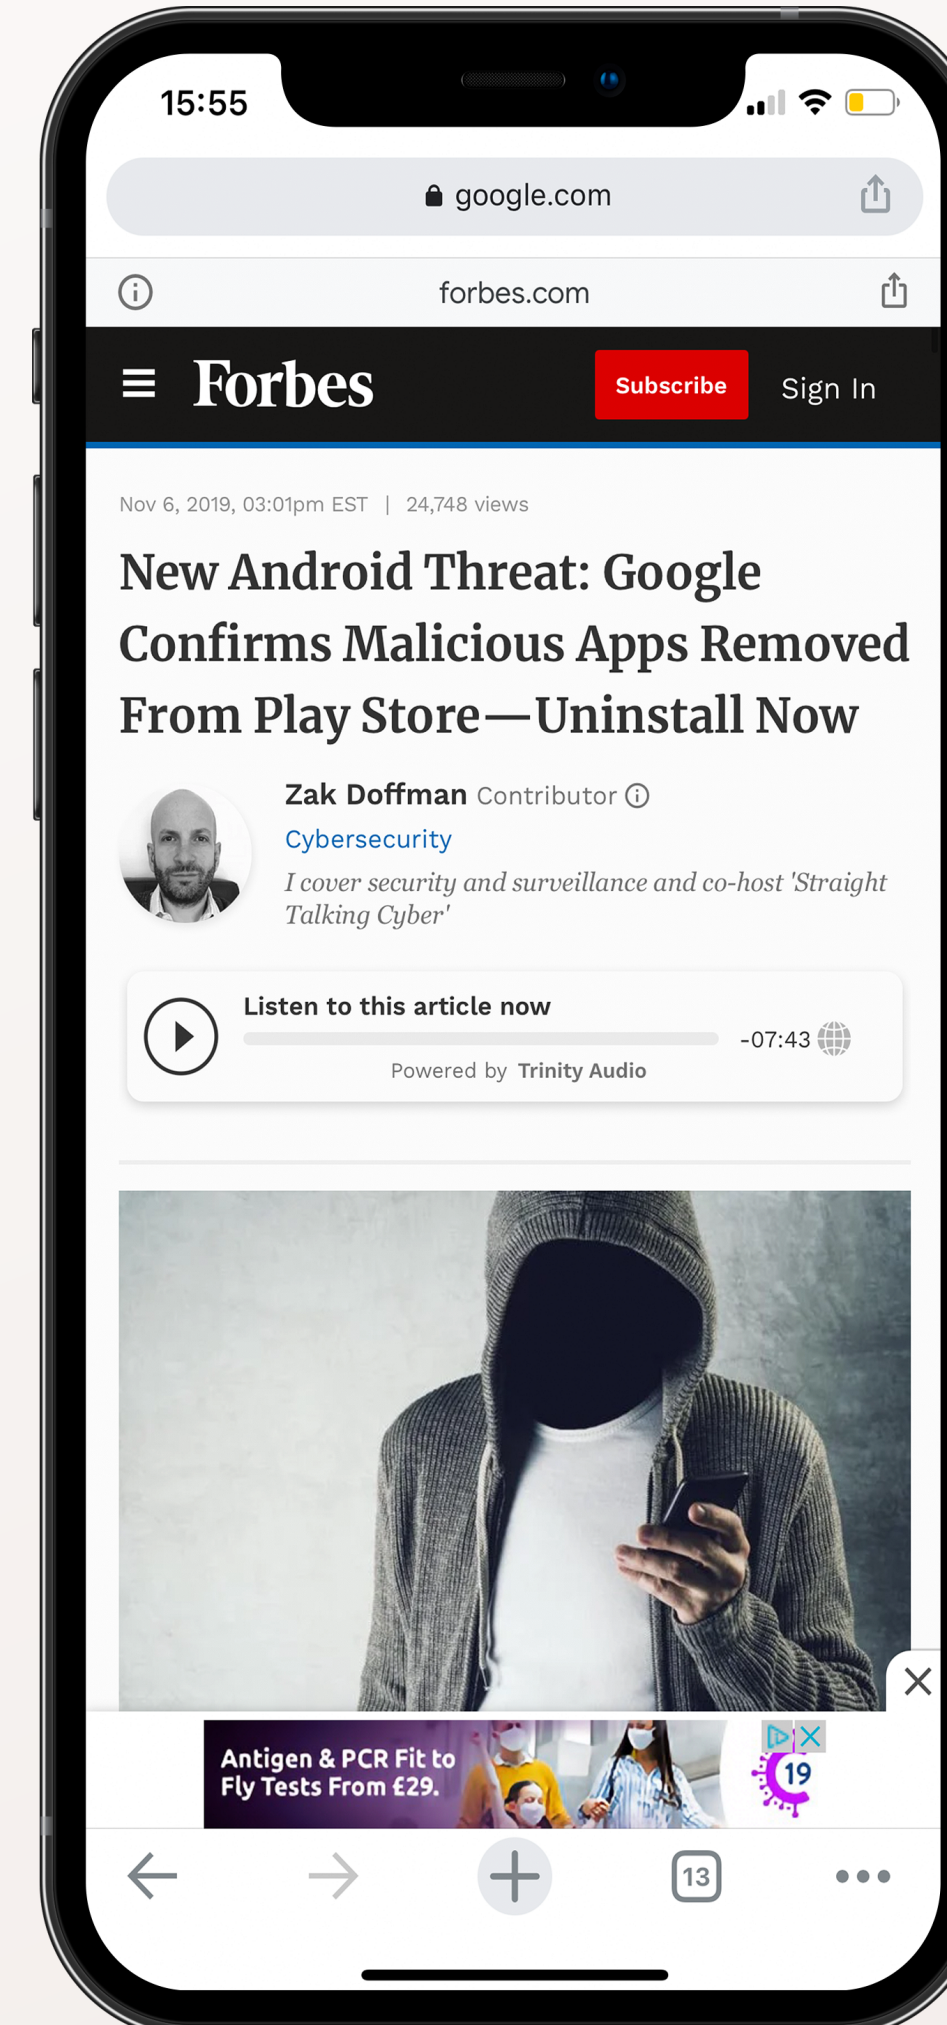 15:55
google.com
forbes.com
Forbes
Subscribe
Sign In
Nov 6, 2019, 03:01pm EST | 24,748 views
New Android Threat: Google
Confirms Malicious Apps Removed
From Play Store—Uninstall Now
Zak Doffman Contributor
Cybersecurity
I cover security and surveillance and co-host 'Straight
Talking Cyber'
Listen to this article now
-07:43
Powered by Trinity Audio
Antigen & PCR Fit to
Fly Tests From £29.
C19
13